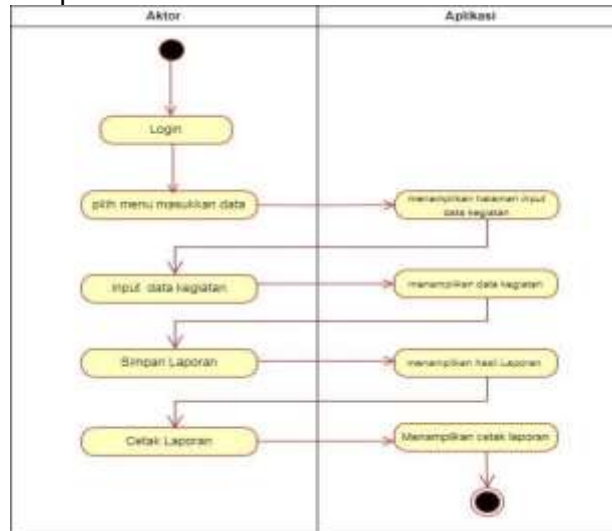 Aktor
Aplikasi
Login
pilih menu masukkan data
menampilkan halaman input
data kegiatan
input data kegiatan
menampilkan data kegiatan
Simpan Laporan
menampilkan hasil Laporan
Cetak Laporan
Menampilkan cetak laporan